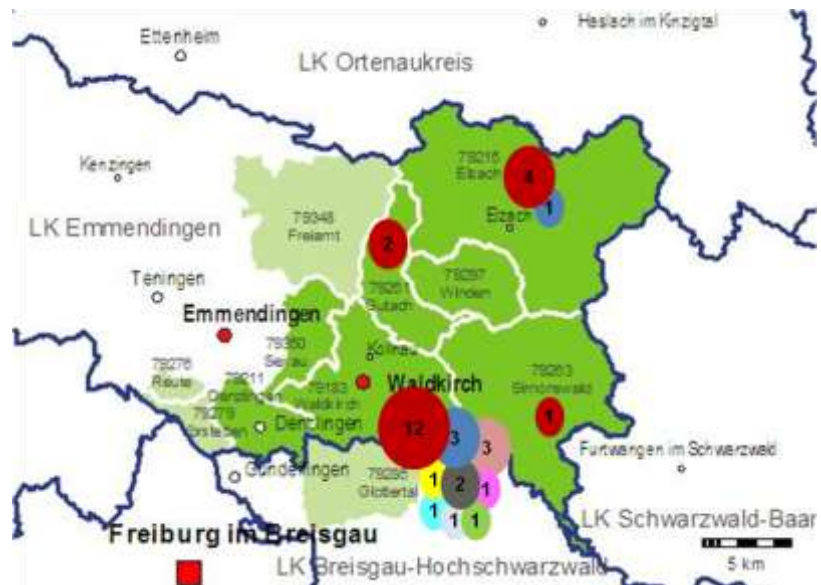 Haslach im Kinzigtal
Ettenheim
LK Ortenaukreis
Kenzingen
79215
Elzach
4
1
Elzach
79348
Freiamt
LK Emmendingen
2
79297
Winden
79261
Gutach
Teningen
Emmendingen
79350
Sexau
Kollnau
79276
Reute
79211
Denzlingen
79183
Waldkirch
Waldkirch
79263
Simonswald
79279
Denzlingen
12
3
3
1
Gundelfingen
79286
Glottertal
1
2
1
1
1
1
Furtwangen im Schwarzwald
Freiburg im Breisgau
LK Schwarzwald-Baar
LK Breisgau-Hochschwarzwald
5 km